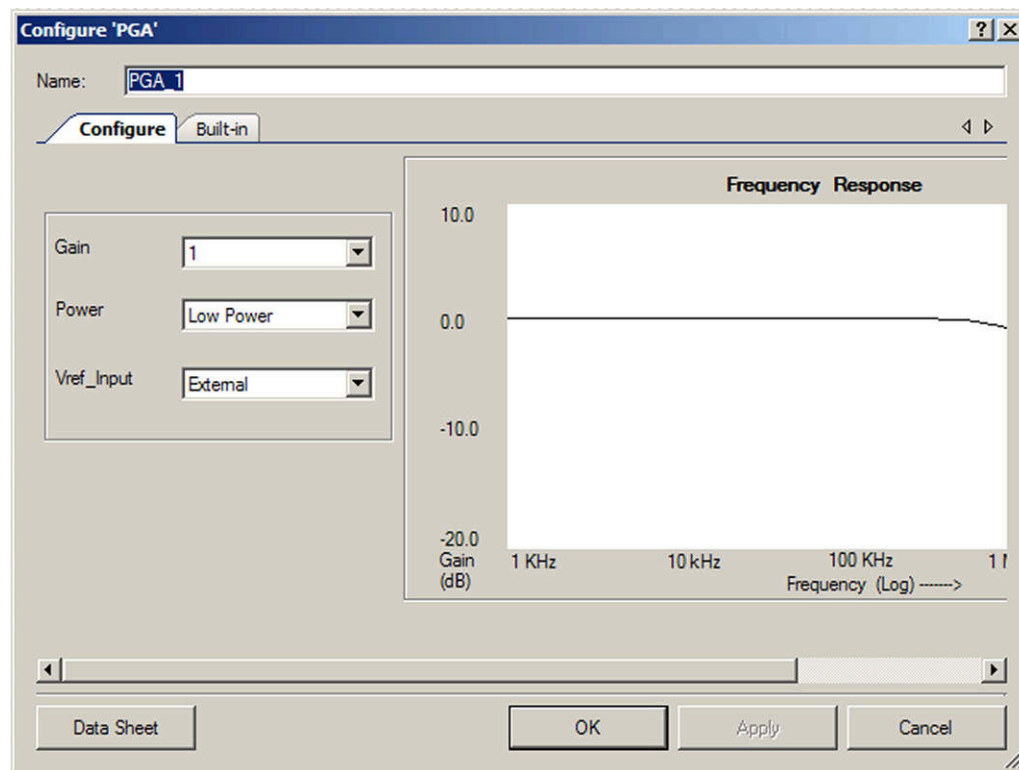 Configure 'PGA'
Name: PGA_1
Configure Built-in
Gain 1
Power Low Power
Vref_Input External
Frequency Response
10.0
0.0
-10.0
-20.0
Gain
(dB)
1 KHz 10 kHz 100 KHz 1
Frequency (Log) ------>
Data Sheet OK Apply Cancel